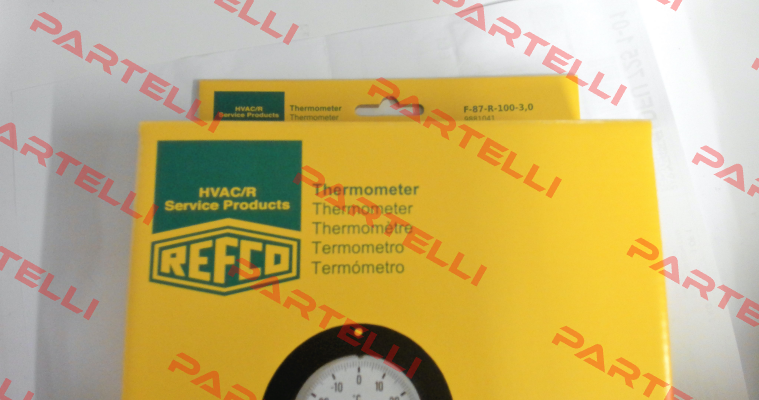 HVAC/R
Service Products
Thermometer
Thermometer
F-87-R-100-3,0
9881041
HVAC/R
Service Products
REFCO
Thermometer
Thermometer
Thermomètre
Termometro
Termómetro
-10 0 10
°C
PARTELLI
PARTELLI
PARTELLI
PARTELLI
PARTELLI
PARTELLI
PARTELLI
PARTELLI